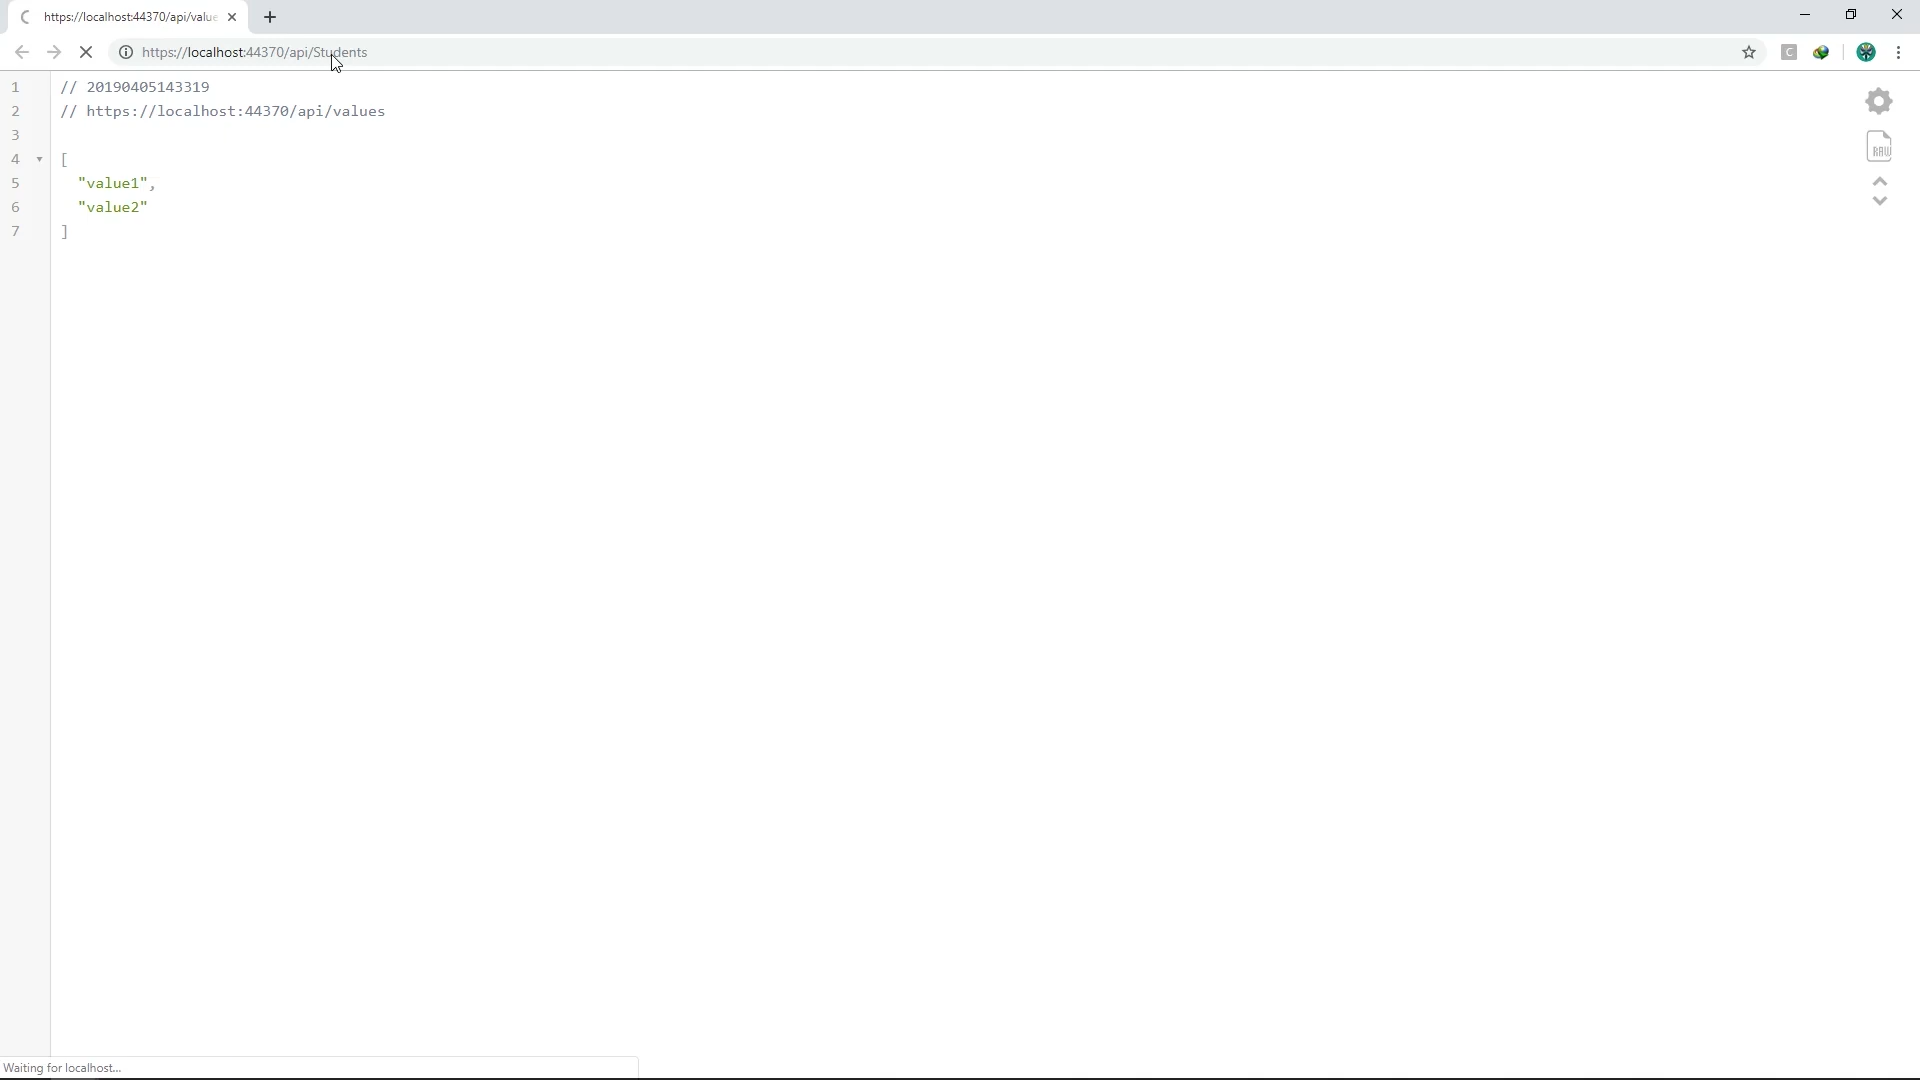 https://localhost:44370/api/value
https://localhost:44370/api/Students
1 // 20190405143319
2 // https://localhost:44370/api/values
3
4 [
5 "value1",
6 "value2"
7 ]
C
RAW
Waiting for localhost...